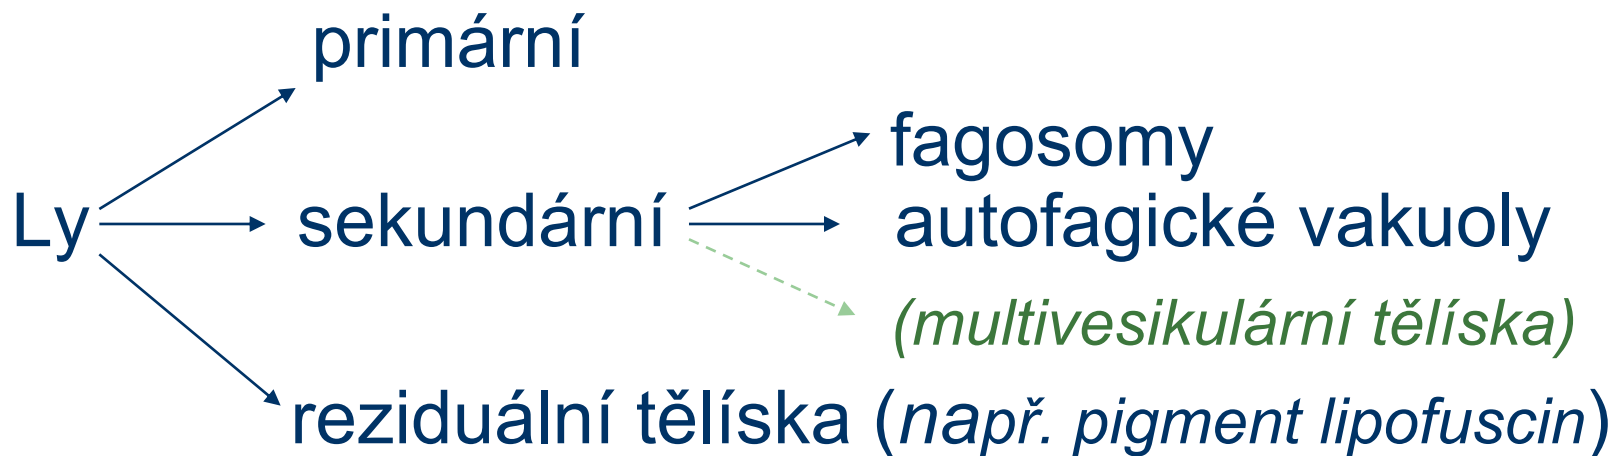 primární
fagosomy
Ly sekundární autofagické vakuoly
(multivesikulární tělíska)
reziduální tělíska (např. pigment lipofuscin)